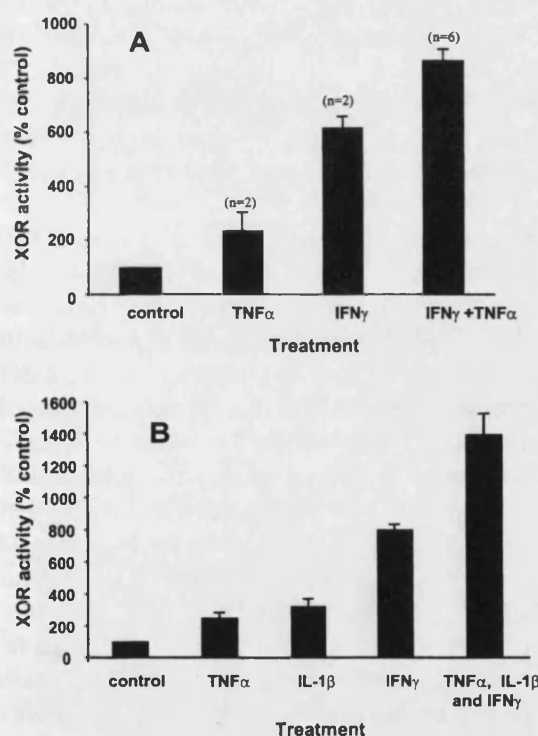 A
XOR activity (% control)
1000
800
600
400
200
0
(n=2)
(n=2)
(n=6)
control TNFα IFNγ IFNγ +TNFα
Treatment
B
XOR activity (% control)
1600
1400
1200
1000
800
600
400
200
0
control TNFα IL-1β IFNγ TNFα, IL-1β
and IFNγ
Treatment